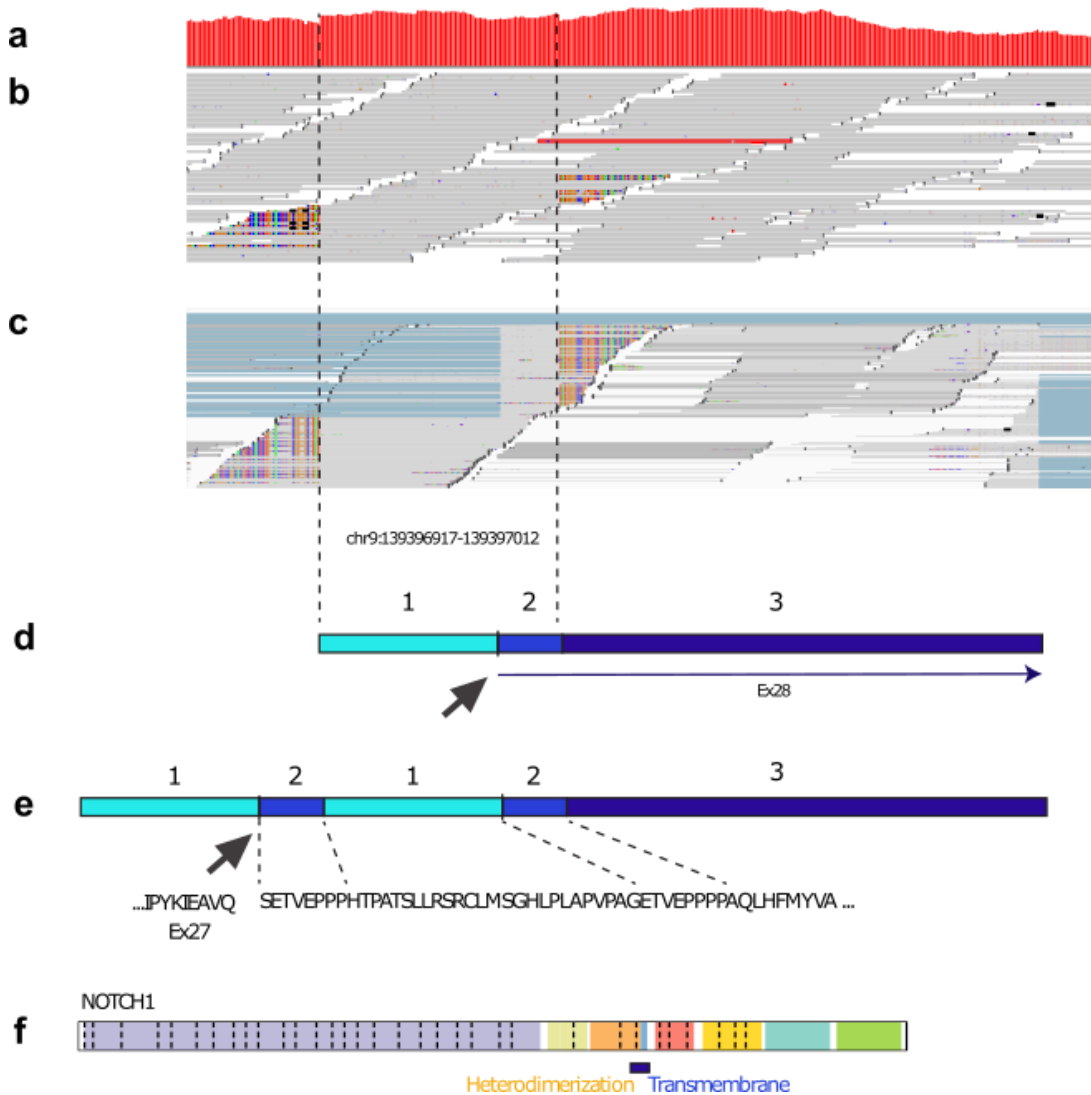 a
b
c
chr9:139396917-139397012
1 2 3
d
Ex28
1 2 1 2 3
e
...IPYKIEAVQ SETVEPPPHTPATSLLRSRCLMSGHLPLAPVPAGETVEPPPPAQLHFMYVA ...
Ex27
NOTCH1
f
Heterodimerization Transmembrane